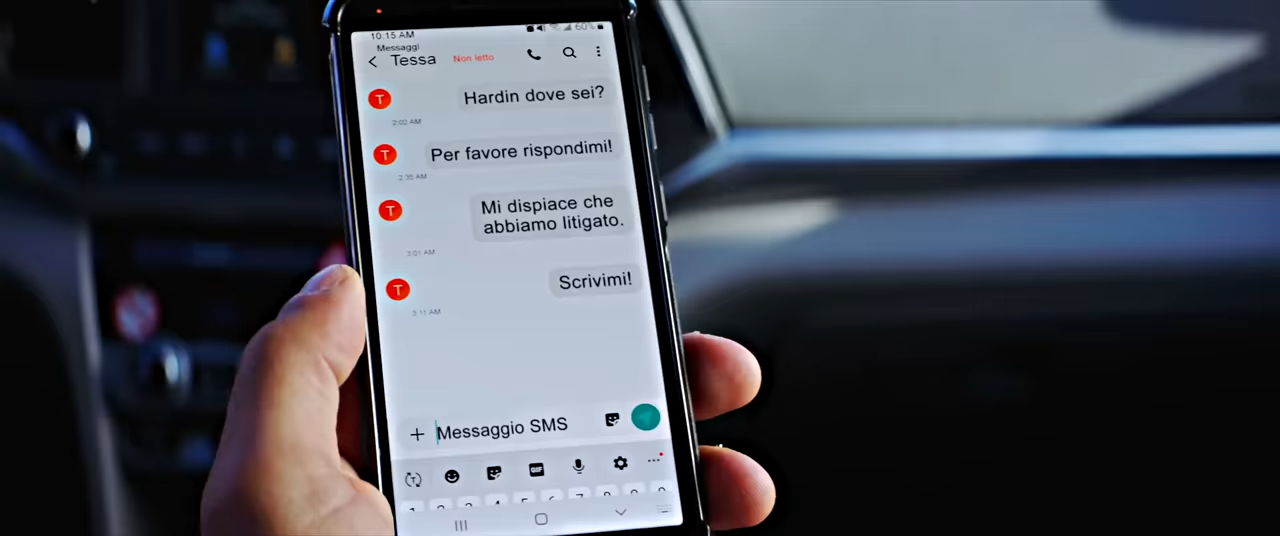 10.15 AM
60%
Messaggi
Tessa
Non letto
T
Hardin dove sei?
2:02 AM
T
Per favore rispondimi!
2:35 AM
T
Mi dispiace che
abbiamo litigato.
3:01 AM
T
Scrivimi!
3:11 AM
Messaggio SMS
T
GIF